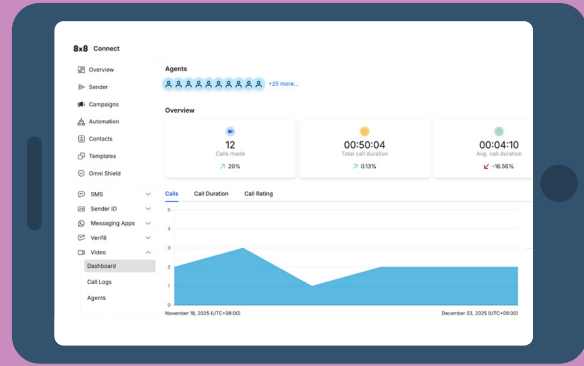 8x8 Connect
Overview
Sender
Campaigns
Automation
Contacts
Templates
Omni Shield
SMS
Sender ID
Messaging Apps
Verif8
Video
Dashboard
Call Logs
Agents
Agents
+25 more...
Overview
12
Calls made
20%
00:50:04
Total call duration
0.13%
00:04:10
Avg. call duration
-16.56%
Calls Call Duration Call Rating
5
4
3
2
1
0
November 18, 2025 (UTC+08:00) December 03, 2025 (UTC+08:00)